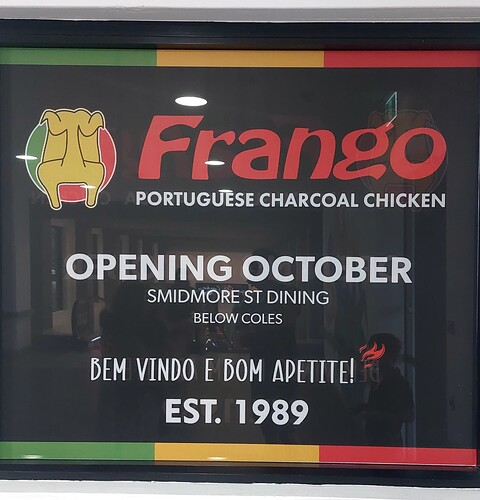 Frango
PORTUGUESE CHARCOAL CHICKEN
OPENING OCTOBER
SMIDMORE ST DINING
BELOW COLES
BEM VINDO E BOM APETITE!
EST. 1989